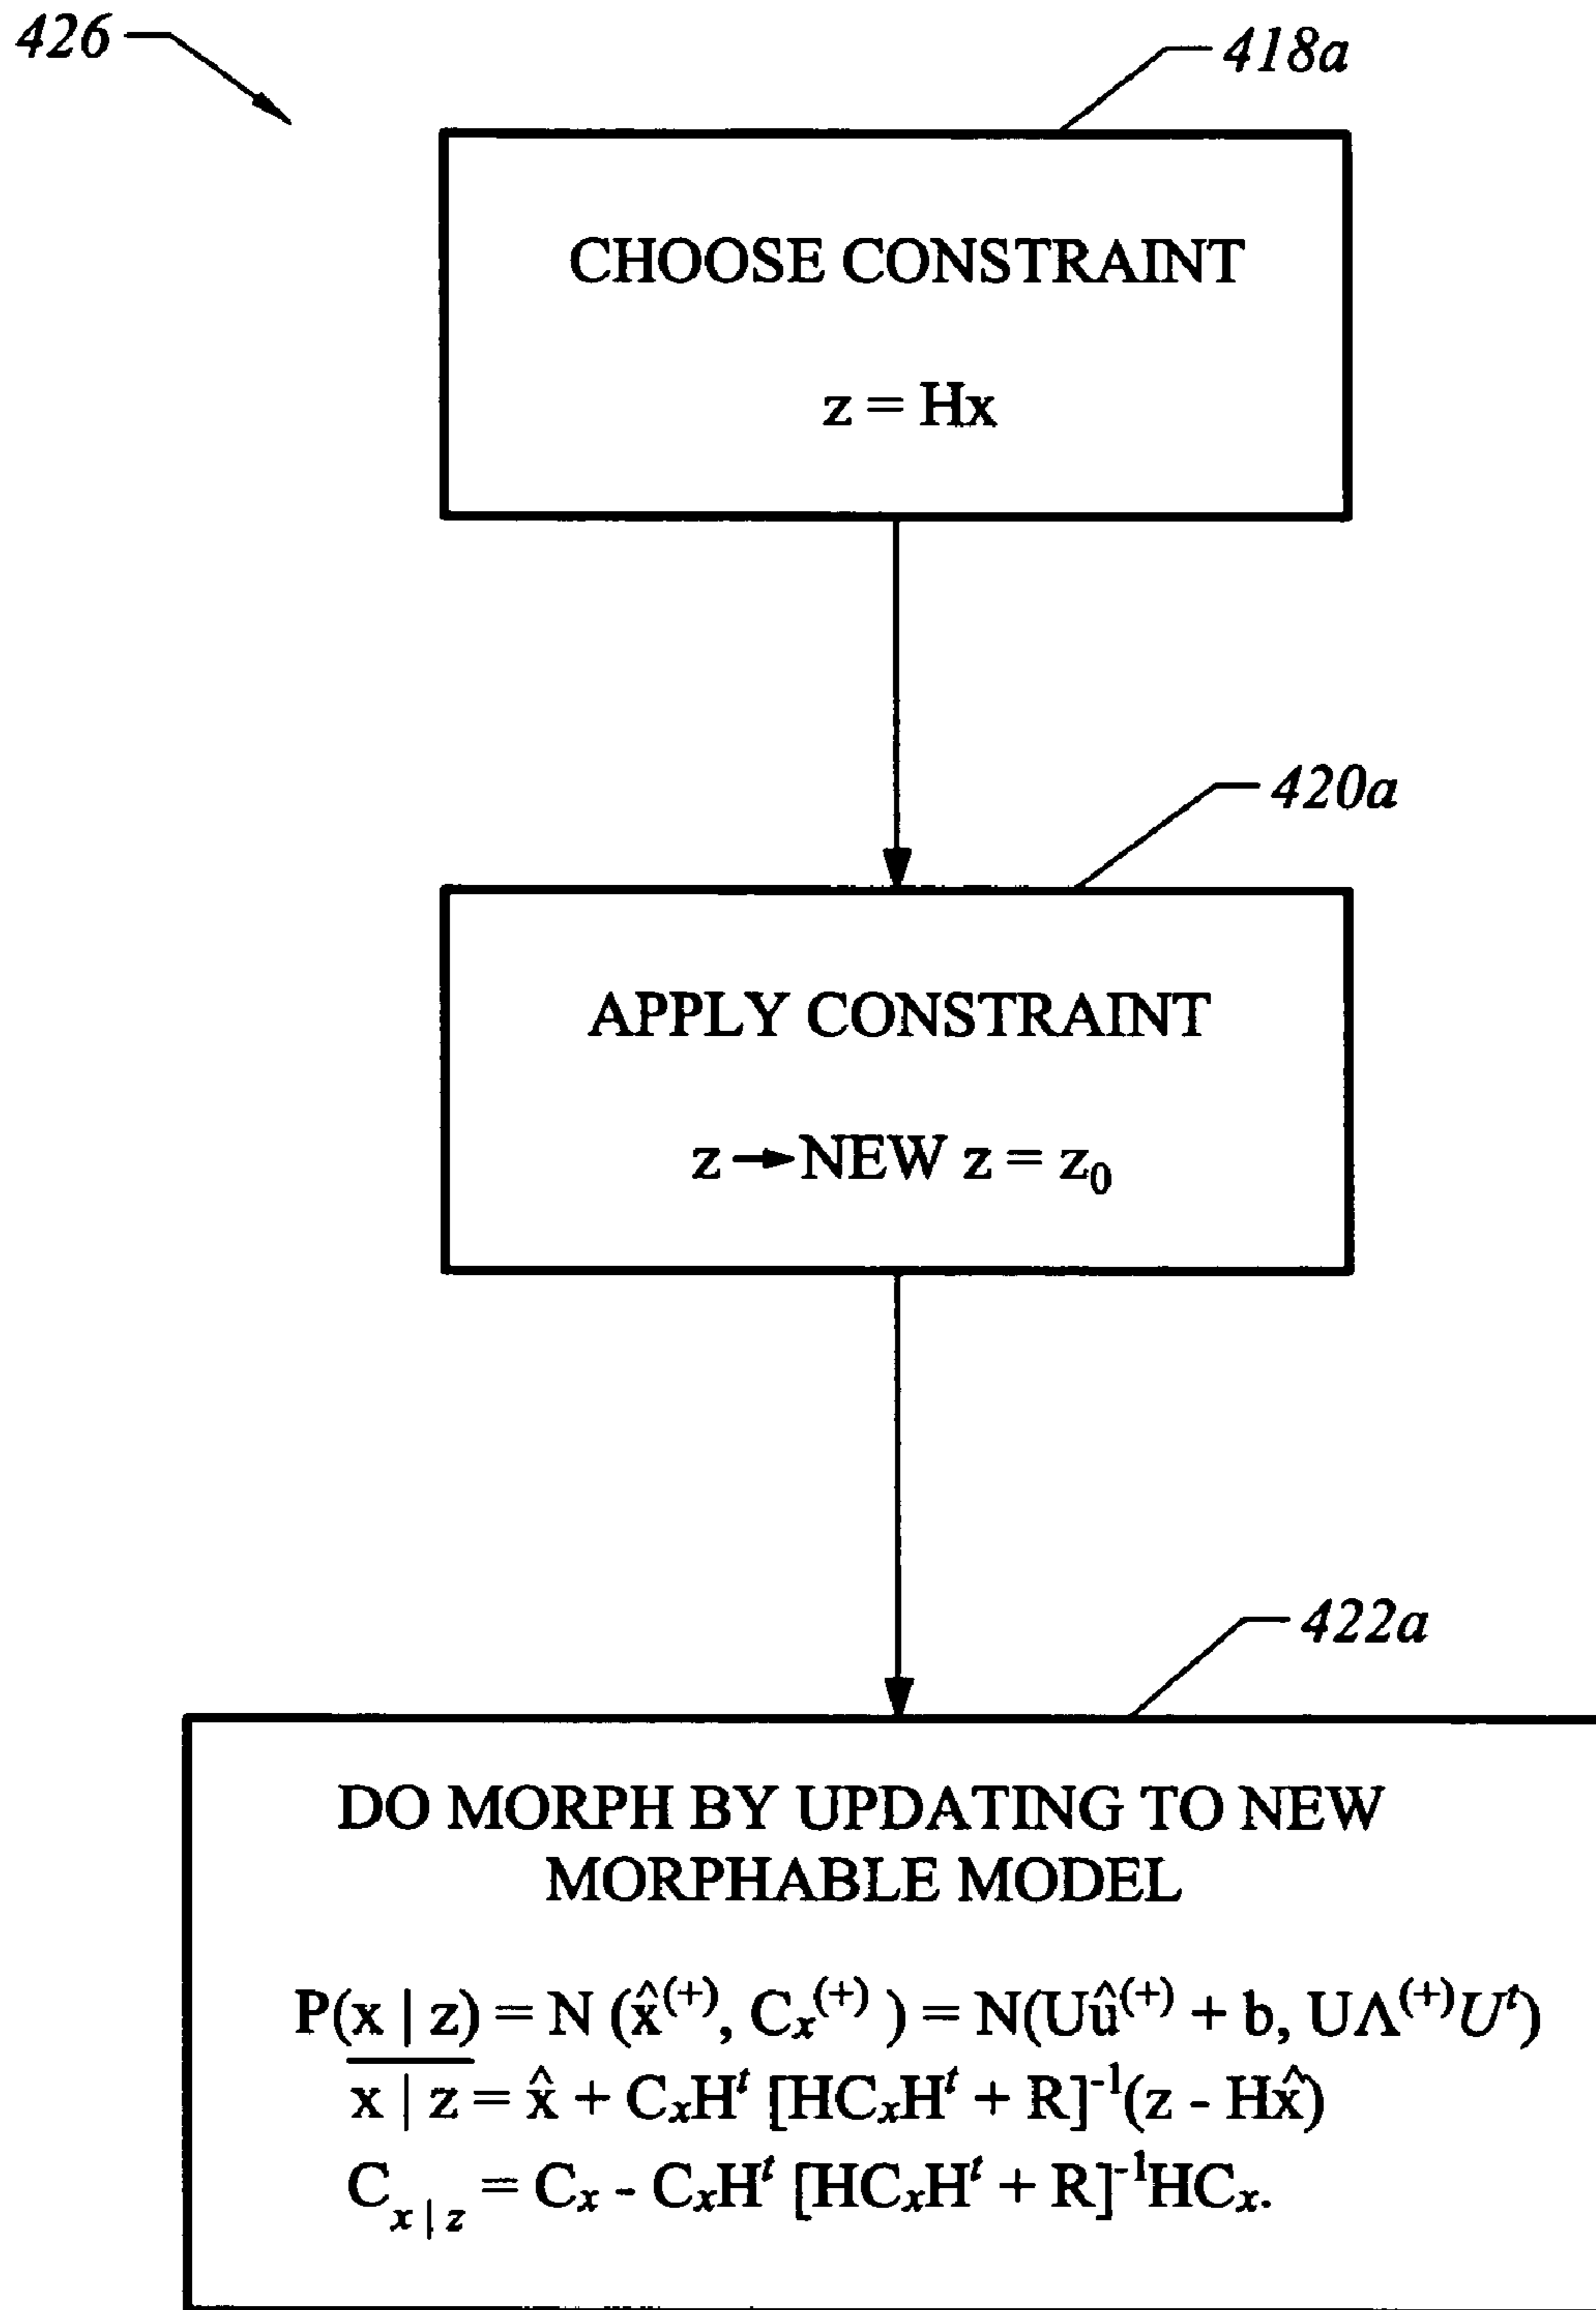 426
418a
CHOOSE CONSTRAINT
z = Hx
420a
APPLY CONSTRAINT
z → NEW z = z₀
422a
DO MORPH BY UPDATING TO NEW
MORPHABLE MODEL
P(x | z) = N (x̂⁽⁺⁾, Cₓ⁽⁺⁾ ) = N(Uû⁽⁺⁾ + b, UΛ⁽⁺⁾Uᵗ)
x̅ ̅|̅ ̅z̅ = x̂ + CₓHᵗ [HCₓHᵗ + R]⁻¹(z - Hx̂)
C_{x | z} = Cₓ - CₓHᵗ [HCₓHᵗ + R]⁻¹HCₓ.